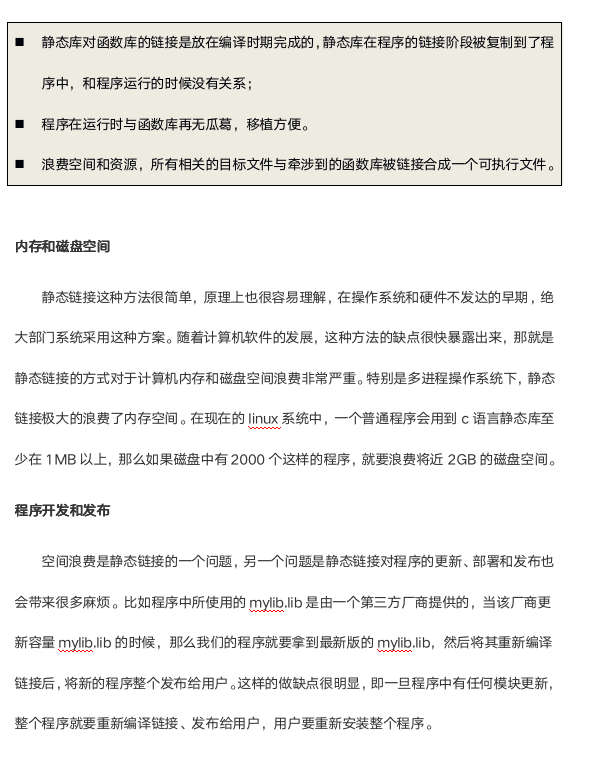 ■ 静态库对函数库的链接是放在编译时期完成的，静态库在程序的链接阶段被复制到了程
序中，和程序运行的时候没有关系；
■ 程序在运行时与函数库再无瓜葛，移植方便。
■ 浪费空间和资源，所有相关的目标文件与牵涉到的函数库被链接合成一个可执行文件。
内存和磁盘空间
静态链接这种方法很简单，原理上也很容易理解，在操作系统和硬件不发达的早期，绝
大部门系统采用这种方案。随着计算机软件的发展，这种方法的缺点很快暴露出来，那就是
静态链接的方式对于计算机内存和磁盘空间浪费非常严重。特别是多进程操作系统下，静态
链接极大的浪费了内存空间。在现在的 linux 系统中，一个普通程序会用到 c 语言静态库至
少在 1MB 以上，那么如果磁盘中有 2000 个这样的程序，就要浪费将近 2GB 的磁盘空间。
程序开发和发布
空间浪费是静态链接的一个问题，另一个问题是静态链接对程序的更新、部署和发布也
会带来很多麻烦。比如程序中所使用的 mylib.lib 是由一个第三方厂商提供的，当该厂商更
新容量 mylib.lib 的时候，那么我们的程序就要拿到最新版的 mylib.lib，然后将其重新编译
链接后，将新的程序整个发布给用户。这样的做缺点很明显，即一旦程序中有任何模块更新，
整个程序就要重新编译链接、发布给用户，用户要重新安装整个程序。